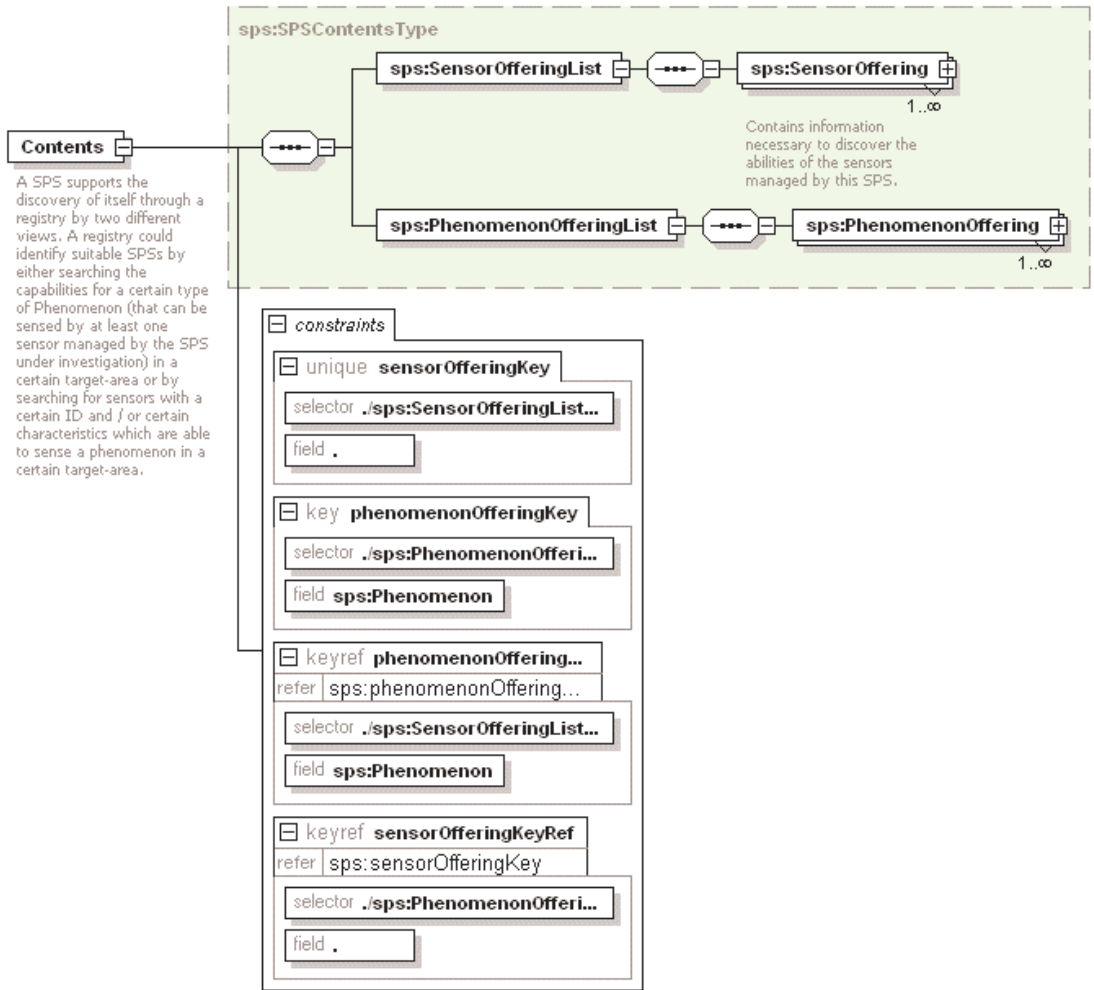 sps:SPSContentsType
sps:SensorOfferingList
sps:SensorOffering
1..∞
Contains information
necessary to discover the
abilities of the sensors
managed by this SPS.
Contents
A SPS supports the
discovery of itself through a
registry by two different
views. A registry could
identify suitable SPSs by
either searching the
capabilities for a certain type
of Phenomenon (that can be
sensed by at least one
sensor managed by the SPS
under investigation) in a
certain target-area or by
searching for sensors with a
certain ID and / or certain
characteristics which are able
to sense a phenomenon in a
certain target-area.
sps:PhenomenonOfferingList
sps:PhenomenonOffering
1..∞
constraints
unique sensorOfferingKey
selector ./sps:SensorOfferingList...
field .
key phenomenonOfferingKey
selector ./sps:PhenomenonOfferi...
field sps:Phenomenon
keyref phenomenonOffering...
refer sps:phenomenonOffering...
selector ./sps:SensorOfferingList...
field sps:Phenomenon
keyref sensorOfferingKeyRef
refer sps:sensorOfferingKey
selector ./sps:PhenomenonOfferi...
field .